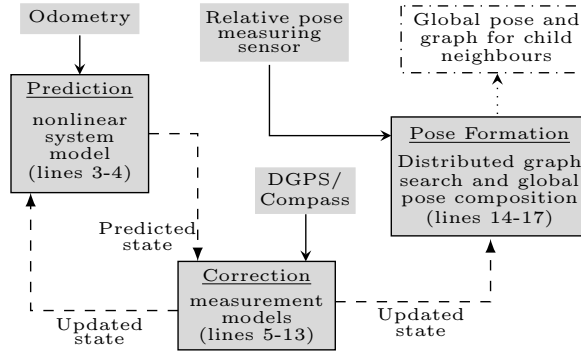 Odometry
Relative pose
measuring sensor
Global pose and
graph for child
neighbours
Prediction
nonlinear
system
model
(lines 3-4)
Pose Formation
Distributed graph
search and global
pose composition
(lines 14-17)
DGPS/
Compass
Predicted
state
Correction
measurement
models
(lines 5-13)
Updated
state
Updated
state